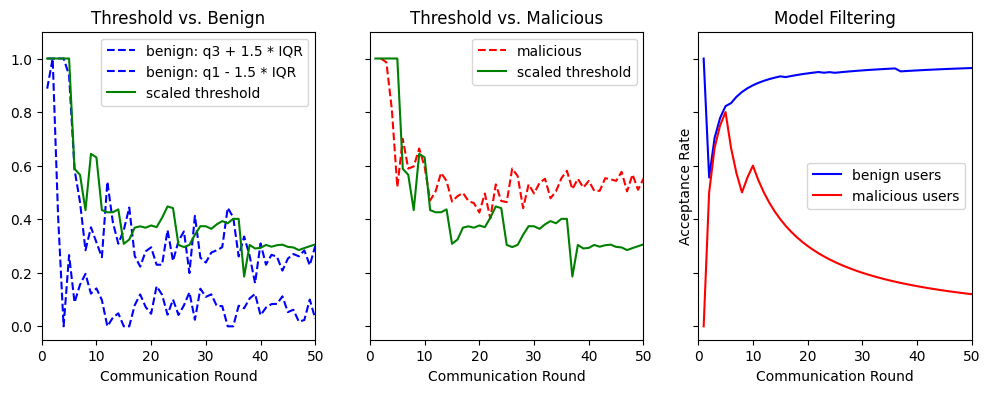 Threshold vs. Benign
benign: q3 + 1.5 * IQR
benign: q1 - 1.5 * IQR
scaled threshold
1.0
0.8
0.6
0.4
0.2
0.0
0 10 20 30 40 50
Communication Round
Threshold vs. Malicious
malicious
scaled threshold
0 10 20 30 40 50
Communication Round
Model Filtering
Acceptance Rate
benign users
malicious users
0 10 20 30 40 50
Communication Round